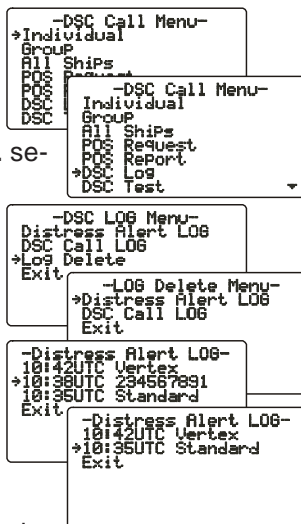 -DSC Call Menu-
→Individual
Group
All Ships
POS Request
POS
DSC
DSC
-DSC Call Menu-
Individual
Group
All Ships
POS Request
POS Report
→DSC Log
DSC Test
se-
-DSC LOG Menu-
Distress Alert LOG
DSC Call LOG
→Log Delete
Exit
-LOG Delete Menu-
→Distress Alert LOG
DSC Call LOG
Exit
-Distress Alert LOG-
10:42UTC Vertex
→10:38UTC 234567891
10:35UTC Standard
Exit
-Distress Alert LOG-
10:42UTC Vertex
→10:35UTC Standard
Exit